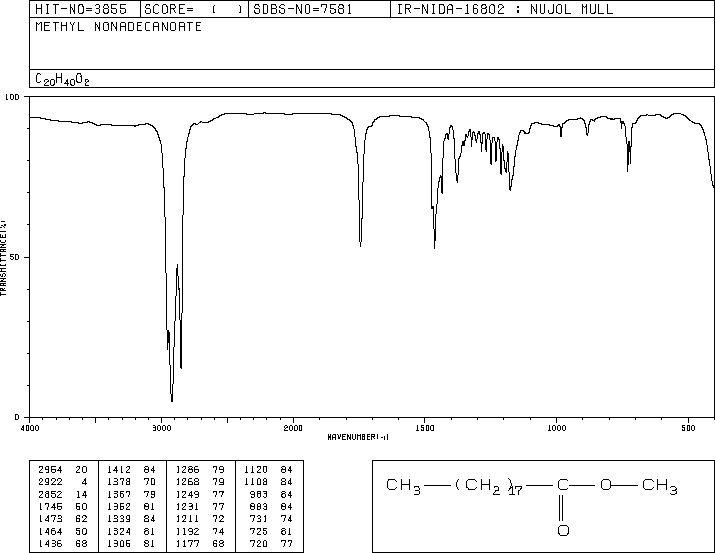 HIT-NO=3855 SCORE= ( ) SDBS-NO=7581 IR-NIDA-16802 : NUJOL MULL
METHYL NONADECANOATE
C20H40O2
100
50
0
TRANSMITTANCE(%)
4000 3000 2000 1500 1000 500
WAVENUMBER(-1)
2954 20 1412 84 1286 79 1120 84
2922 4 1378 70 1268 79 1108 84
2852 14 1367 79 1249 77 983 84
1746 60 1362 81 1231 77 883 84
1473 62 1339 84 1211 72 731 74
1464 50 1324 81 1192 74 725 81
1436 68 1306 81 1177 68 720 77
CH3—(CH2)17—C—O—CH3
O